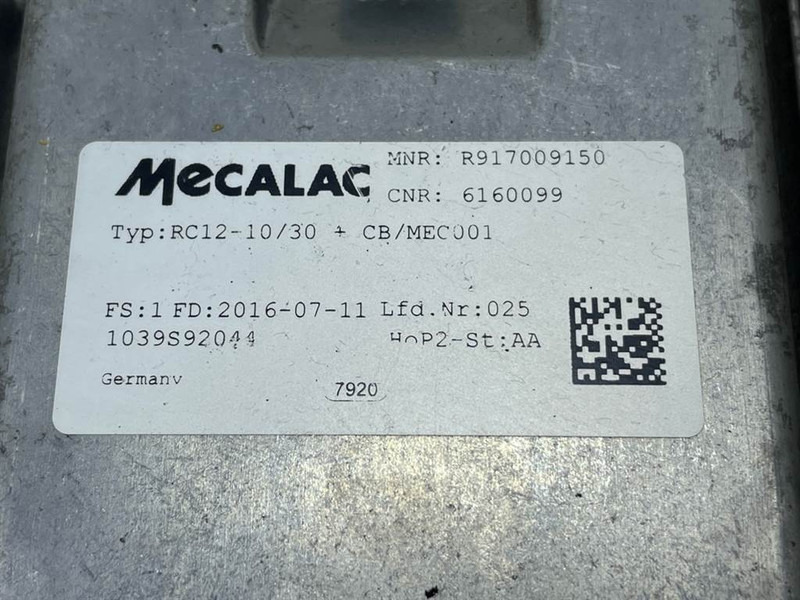 MECALAC
MNR: R917009150
CNR: 6160099
Typ:RC12-10/30 + CB/MEC001
FS:1 FD:2016-07-11 Lfd.Nr:025
1039S92044 HoP2-St:AA
Germany
7920